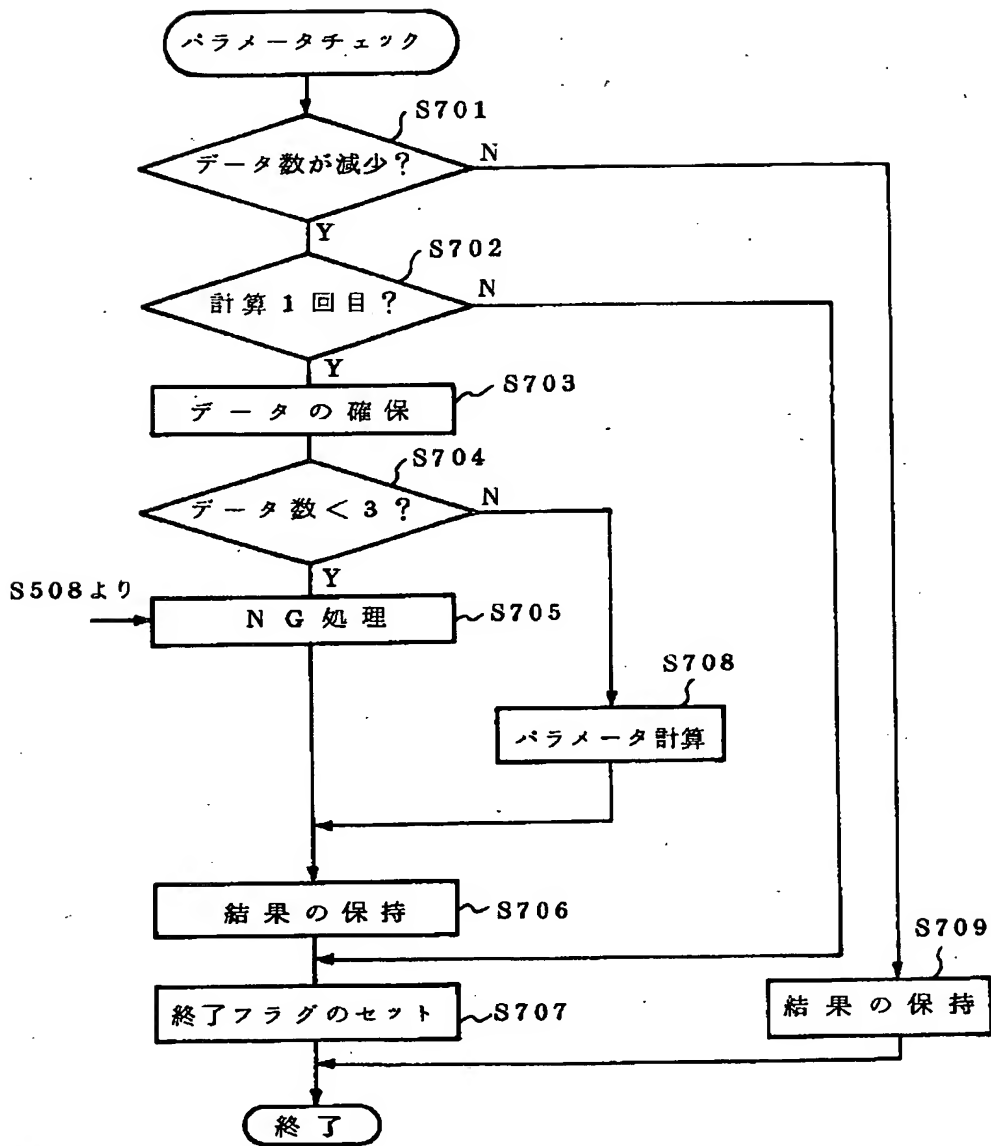 パラメータチェック
S701
データ数が減少?
N
Y
S702
計算1回目?
N
Y
S703
データの確保
S704
データ数<3?
N
Y
S508より
NG処理
S705
S708
パラメータ計算
結果の保持
S706
S709
結果の保持
終了フラグのセット
S707
終了